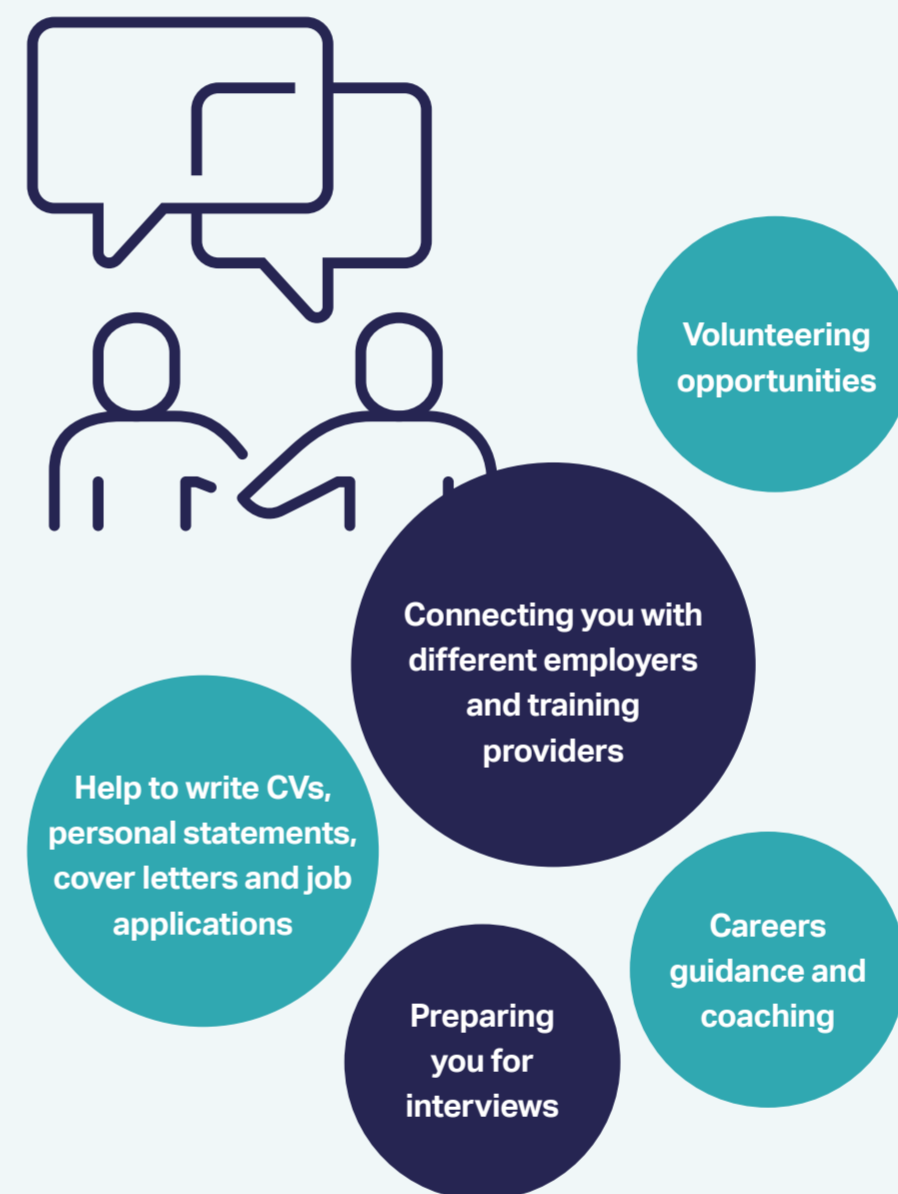 Volunteering
opportunities
Connecting you with
different employers
and training
providers
Help to write CVs,
personal statements,
cover letters and job
applications
Careers
guidance and
coaching
Preparing
you for
interviews